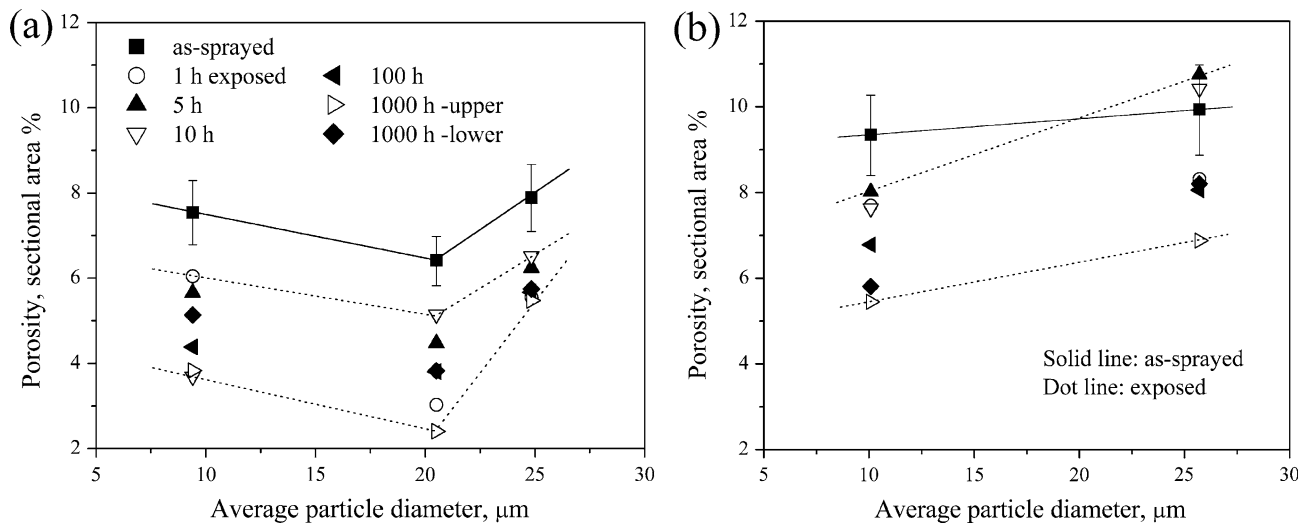 (a)
12
10
8
6
4
2
Porosity, sectional area %
as-sprayed
1 h exposed
5 h
10 h
100 h
1000 h -upper
1000 h -lower
5
10
15
20
25
30
Average particle diameter, μm
(b)
12
10
8
6
4
2
Porosity, sectional area %
Solid line: as-sprayed
Dot line: exposed
5
10
15
20
25
30
Average particle diameter, μm